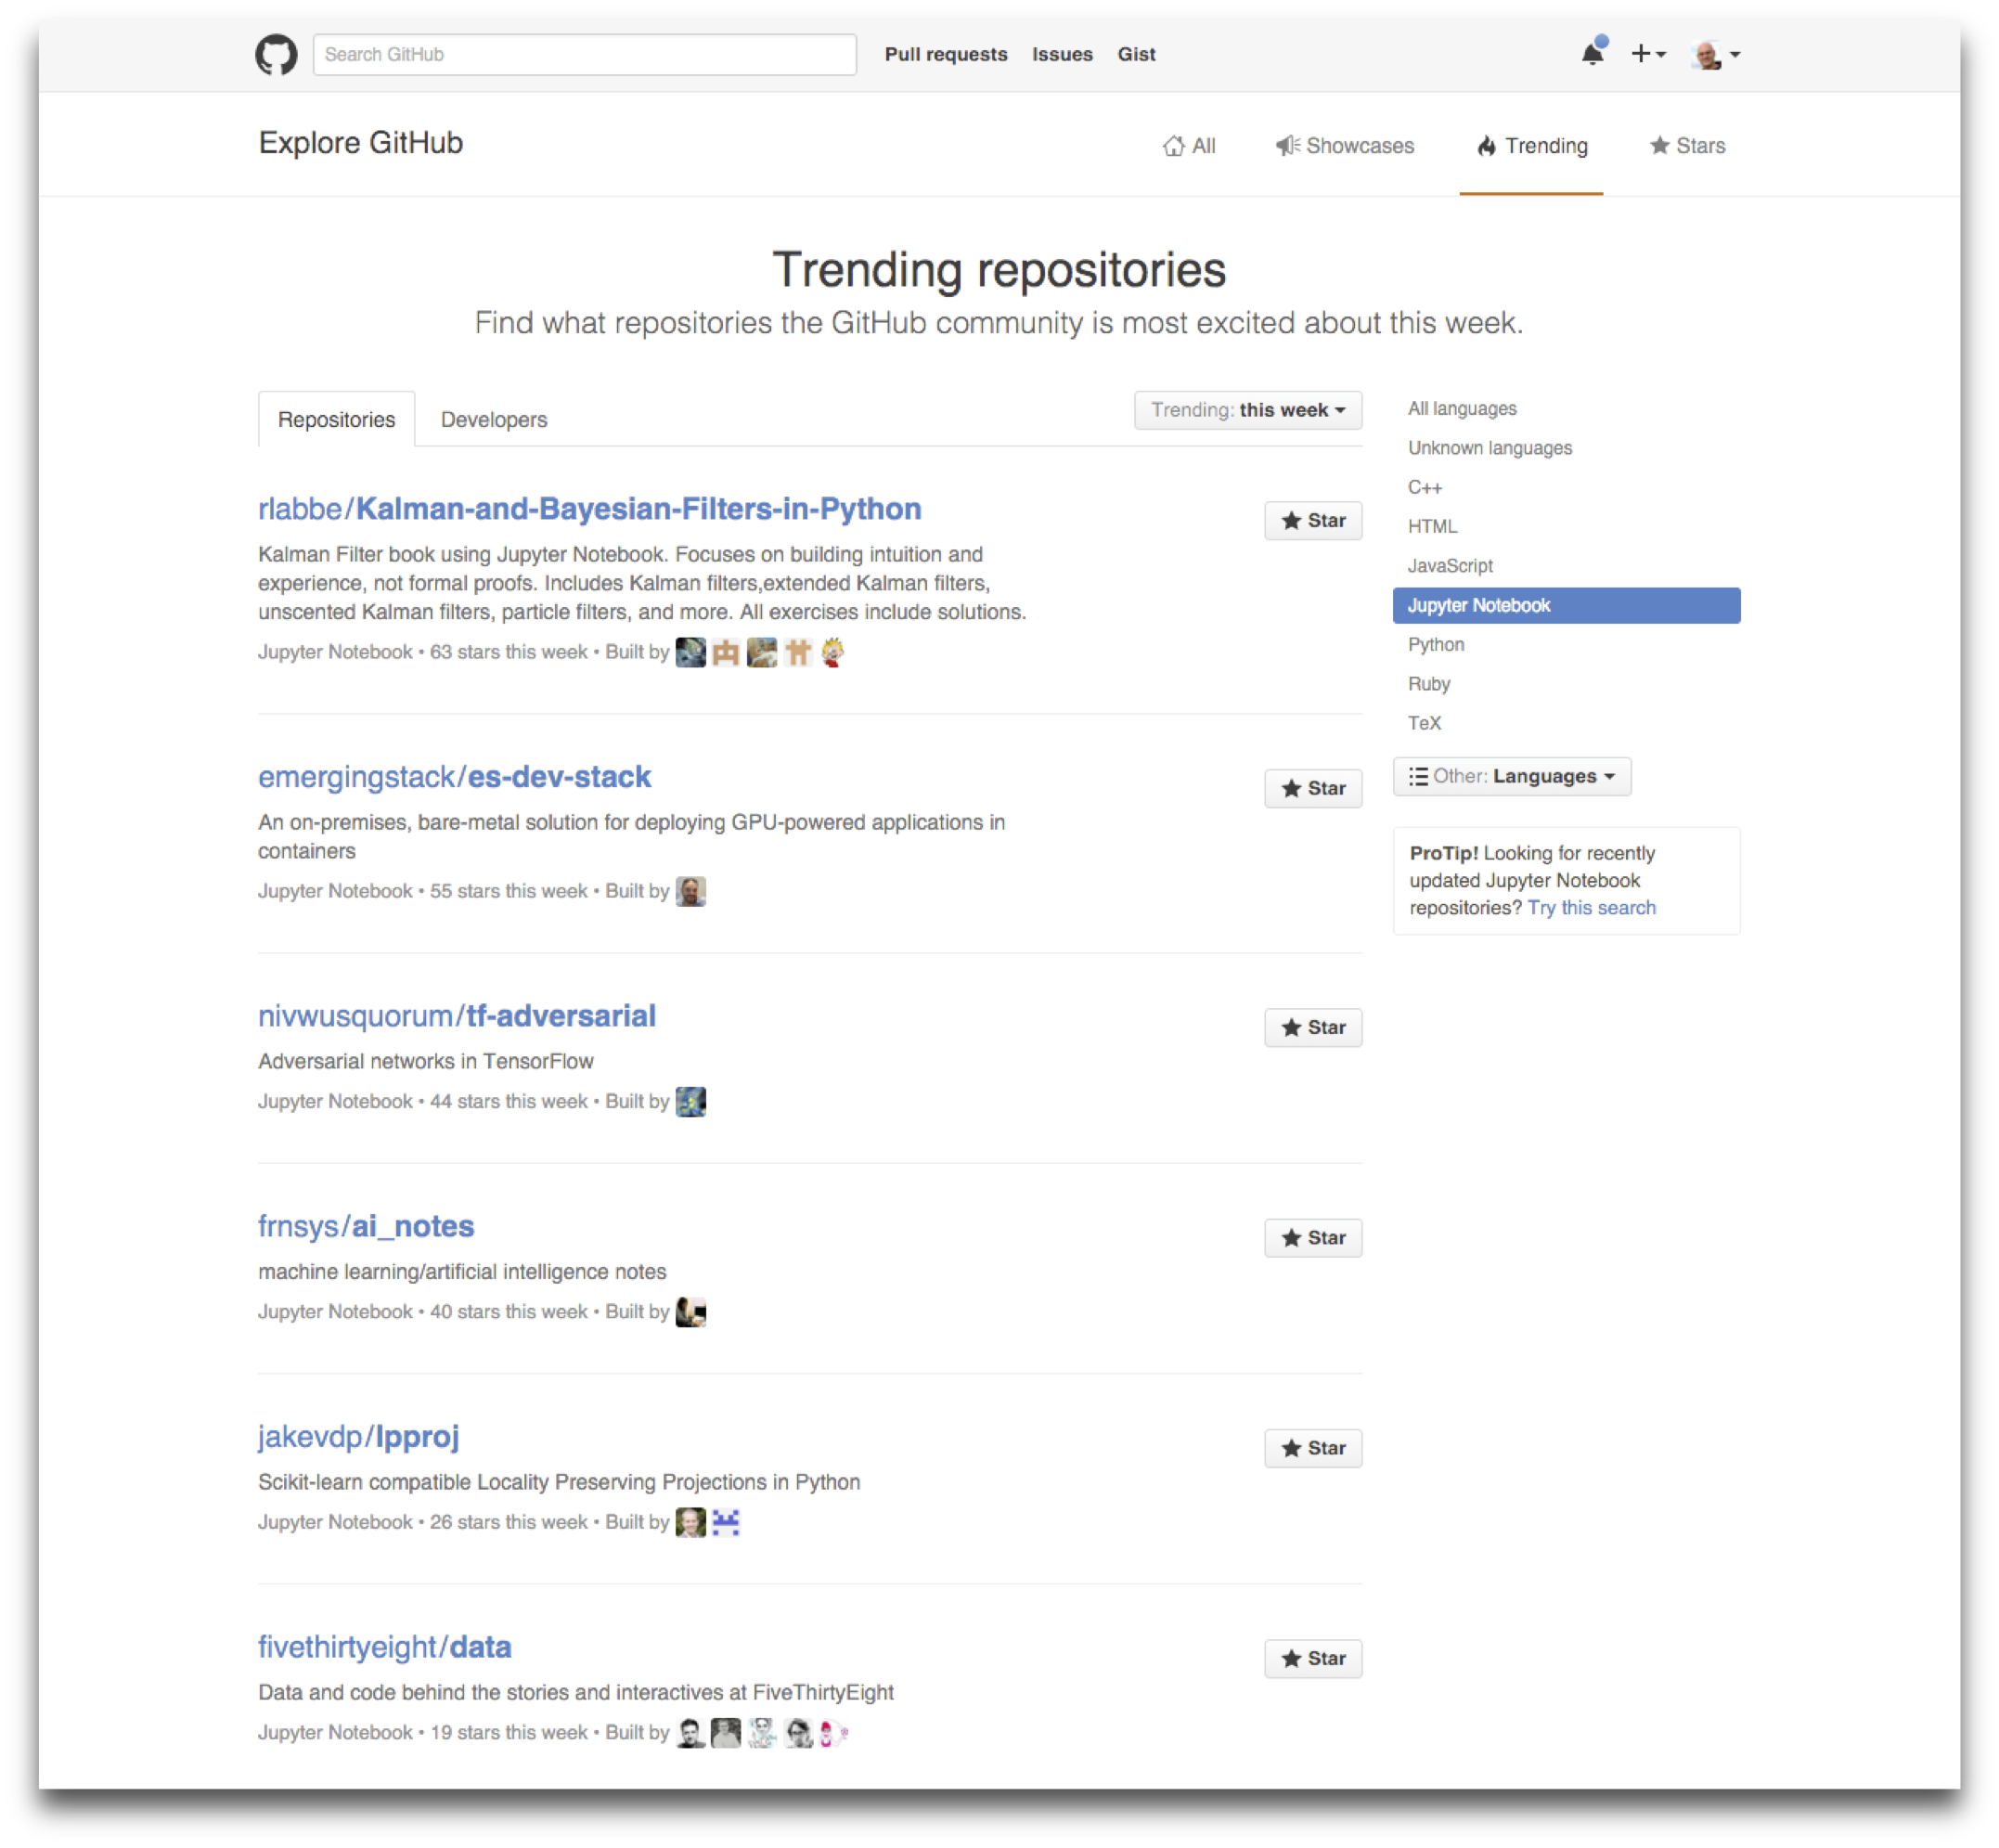 Search GitHub
Pull requests Issues Gist
Explore GitHub
All Showcases Trending Stars
Trending repositories
Find what repositories the GitHub community is most excited about this week.
Repositories Developers
Trending: this week
rlabbe/Kalman-and-Bayesian-Filters-in-Python
Star
Kalman Filter book using Jupyter Notebook. Focuses on building intuition and
experience, not formal proofs. Includes Kalman filters,extended Kalman filters,
unscented Kalman filters, particle filters, and more. All exercises include solutions.
Jupyter Notebook • 63 stars this week • Built by
emergingstack/es-dev-stack
Star
An on-premises, bare-metal solution for deploying GPU-powered applications in
containers
Jupyter Notebook • 55 stars this week • Built by
nivwusquorum/tf-adversarial
Star
Adversarial networks in TensorFlow
Jupyter Notebook • 44 stars this week • Built by
frnsys/ai_notes
Star
machine learning/artificial intelligence notes
Jupyter Notebook • 40 stars this week • Built by
jakevdp/lpproj
Star
Scikit-learn compatible Locality Preserving Projections in Python
Jupyter Notebook • 26 stars this week • Built by
fivethirtyeight/data
Star
Data and code behind the stories and interactives at FiveThirtyEight
Jupyter Notebook • 19 stars this week • Built by
All languages
Unknown languages
C++
HTML
JavaScript
Jupyter Notebook
Python
Ruby
TeX
Other: Languages
ProTip! Looking for recently
updated Jupyter Notebook
repositories? Try this search